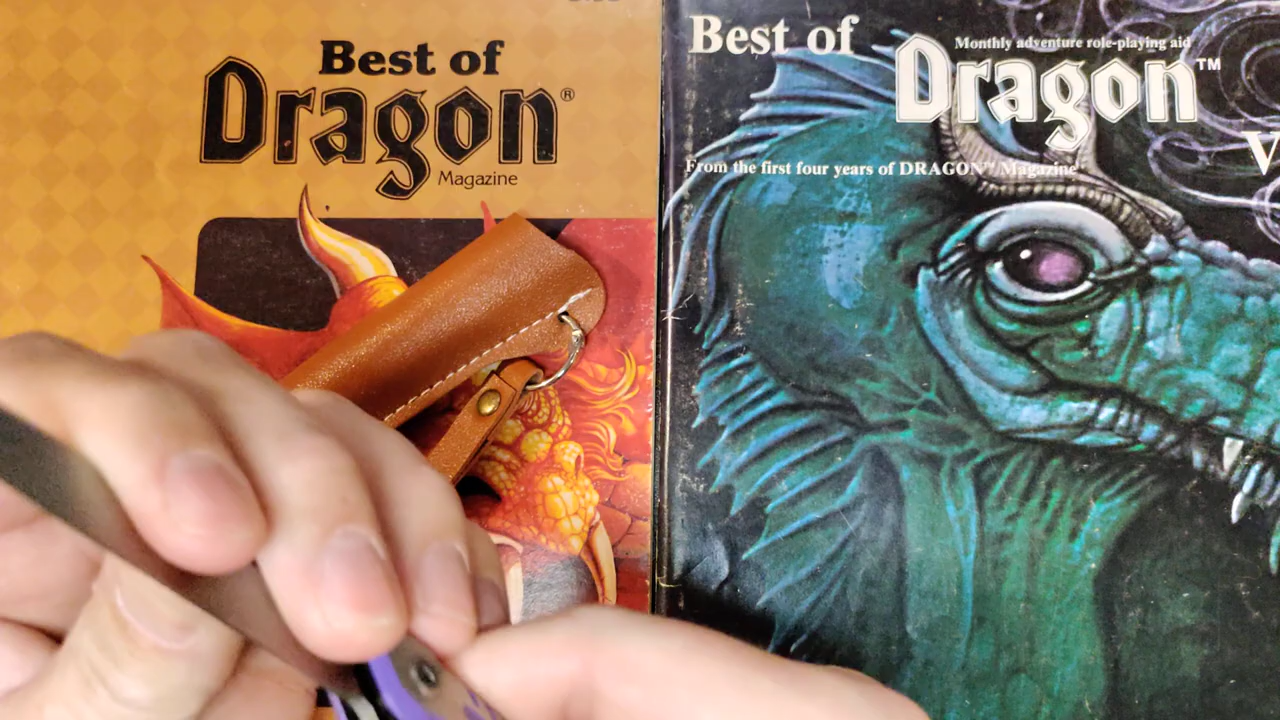 Best of
Dragon®
Magazine
Best of
Monthly adventure role-playing aid
Dragon™
From the first four years of DRAGON™ Magazine
V